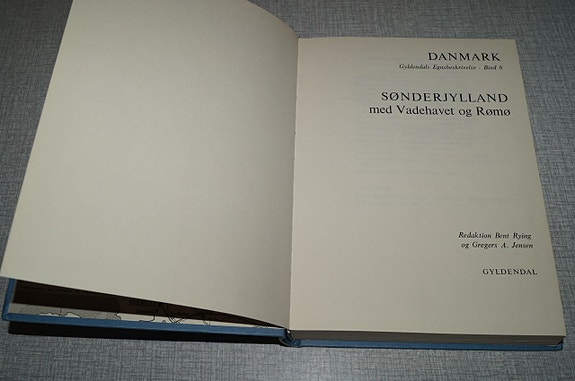 DANMARK
Gyldendals Egnsbeskrivelse - Bind 6
SØNDERJYLLAND
med Vadehavet og Rømø
Redaktion Bent Rying
og Gregers A. Jensen
GYLDENDAL